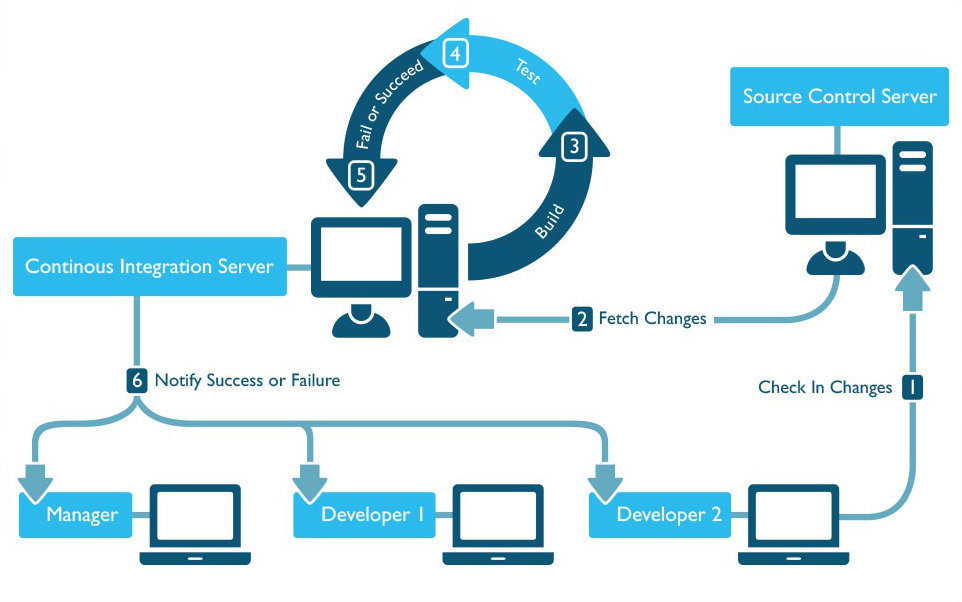 4
Test
Fail or Succeed
3
5
Build
Source Control Server
Continous Integration Server
2 Fetch Changes
6 Notify Success or Failure
Check In Changes 1
Manager
Developer 1
Developer 2